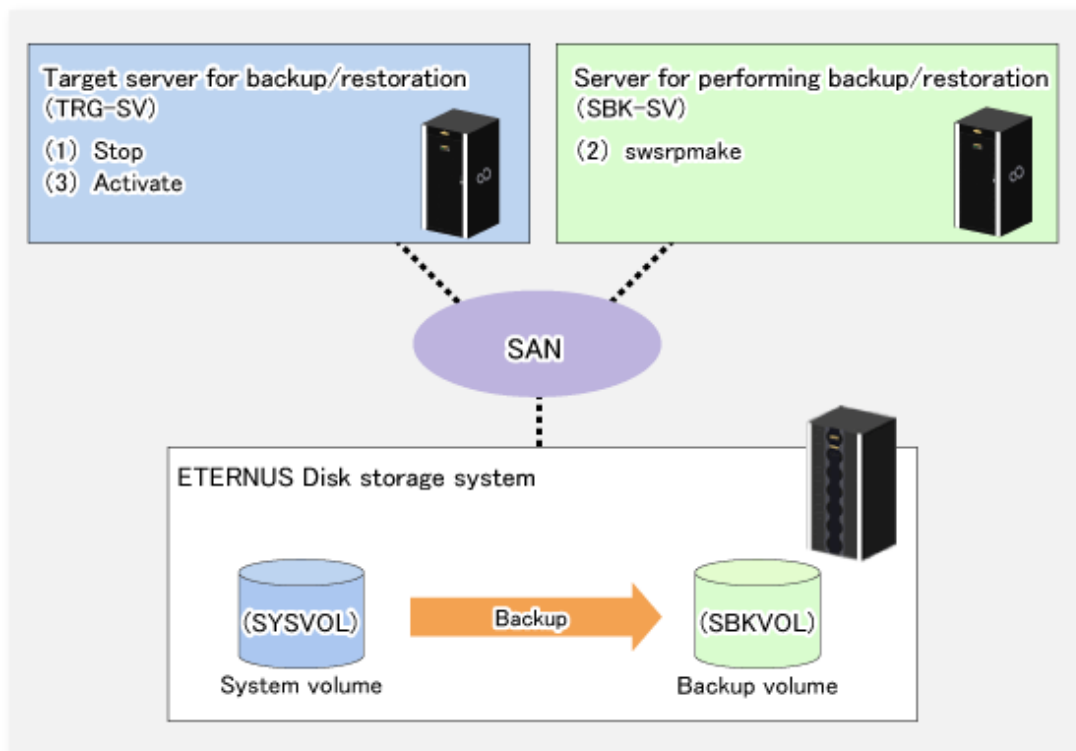 Target server for backup/restoration
(TRG-SV)
(1) Stop
(3) Activate
Server for performing backup/restoration
(SBK-SV)
(2) swsrpmake
SAN
ETERNUS Disk storage system
(SYSVOL)
Backup
(SBKVOL)
System volume
Backup volume